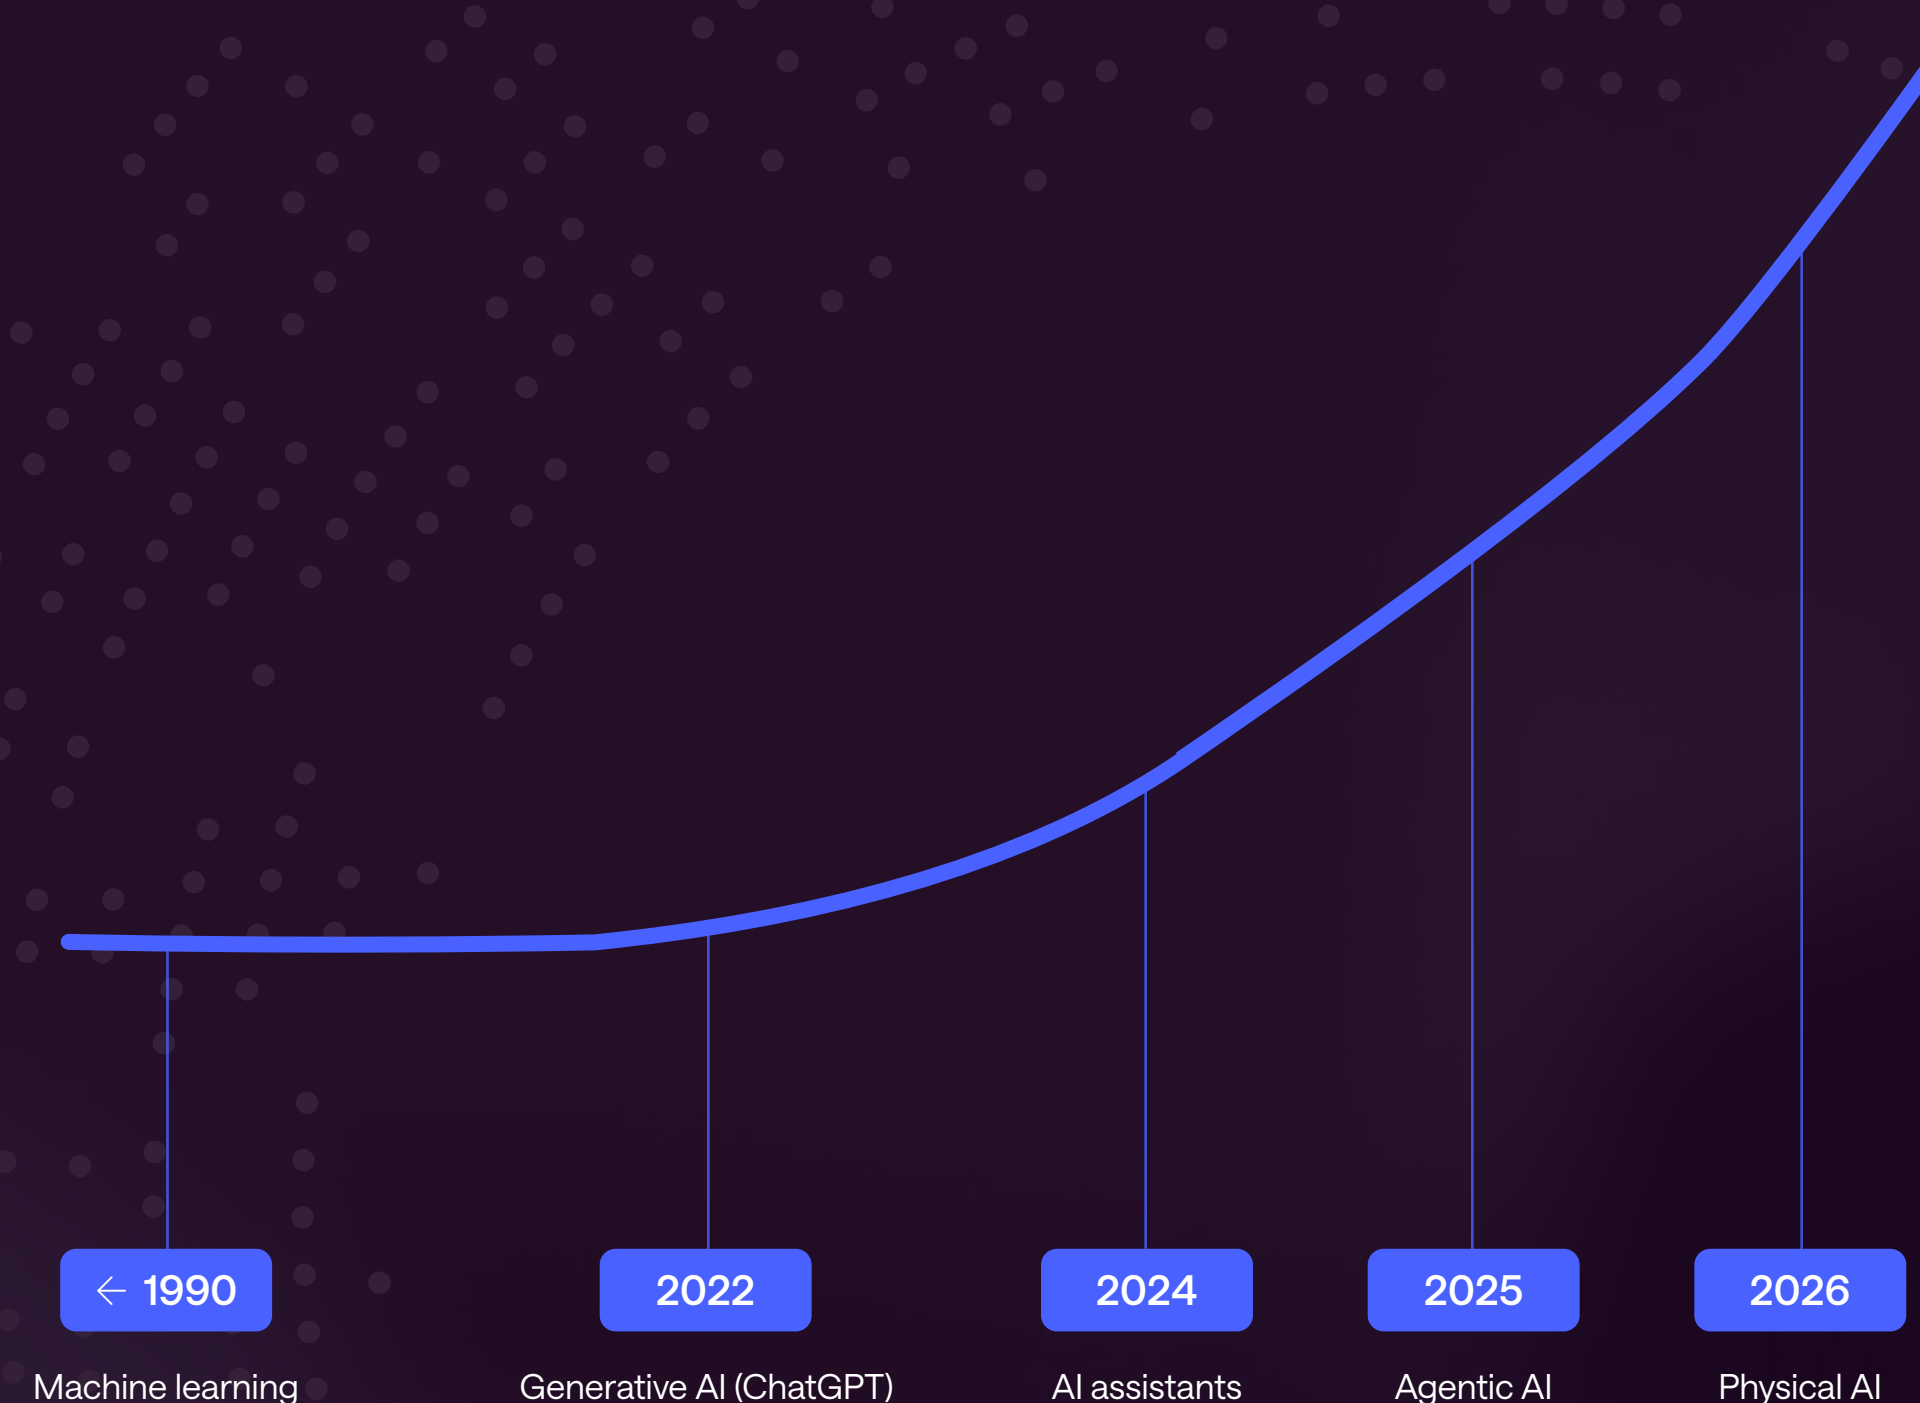 ← 1990
2022
2024
2025
2026
Machine learning
Generative AI (ChatGPT)
AI assistants
Agentic AI
Physical AI